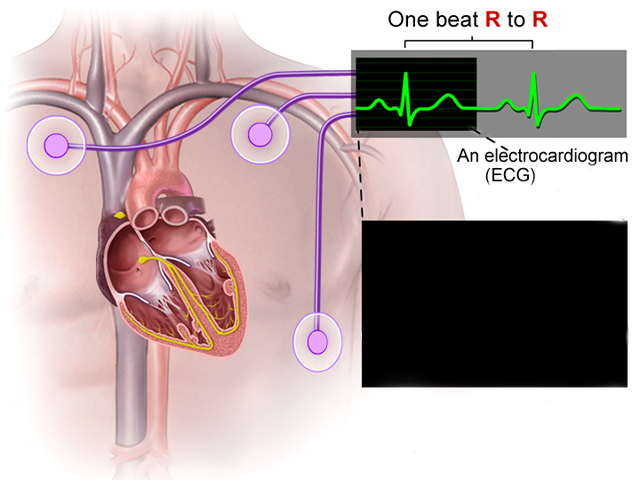 One beat R to R
An electrocardiogram
(ECG)